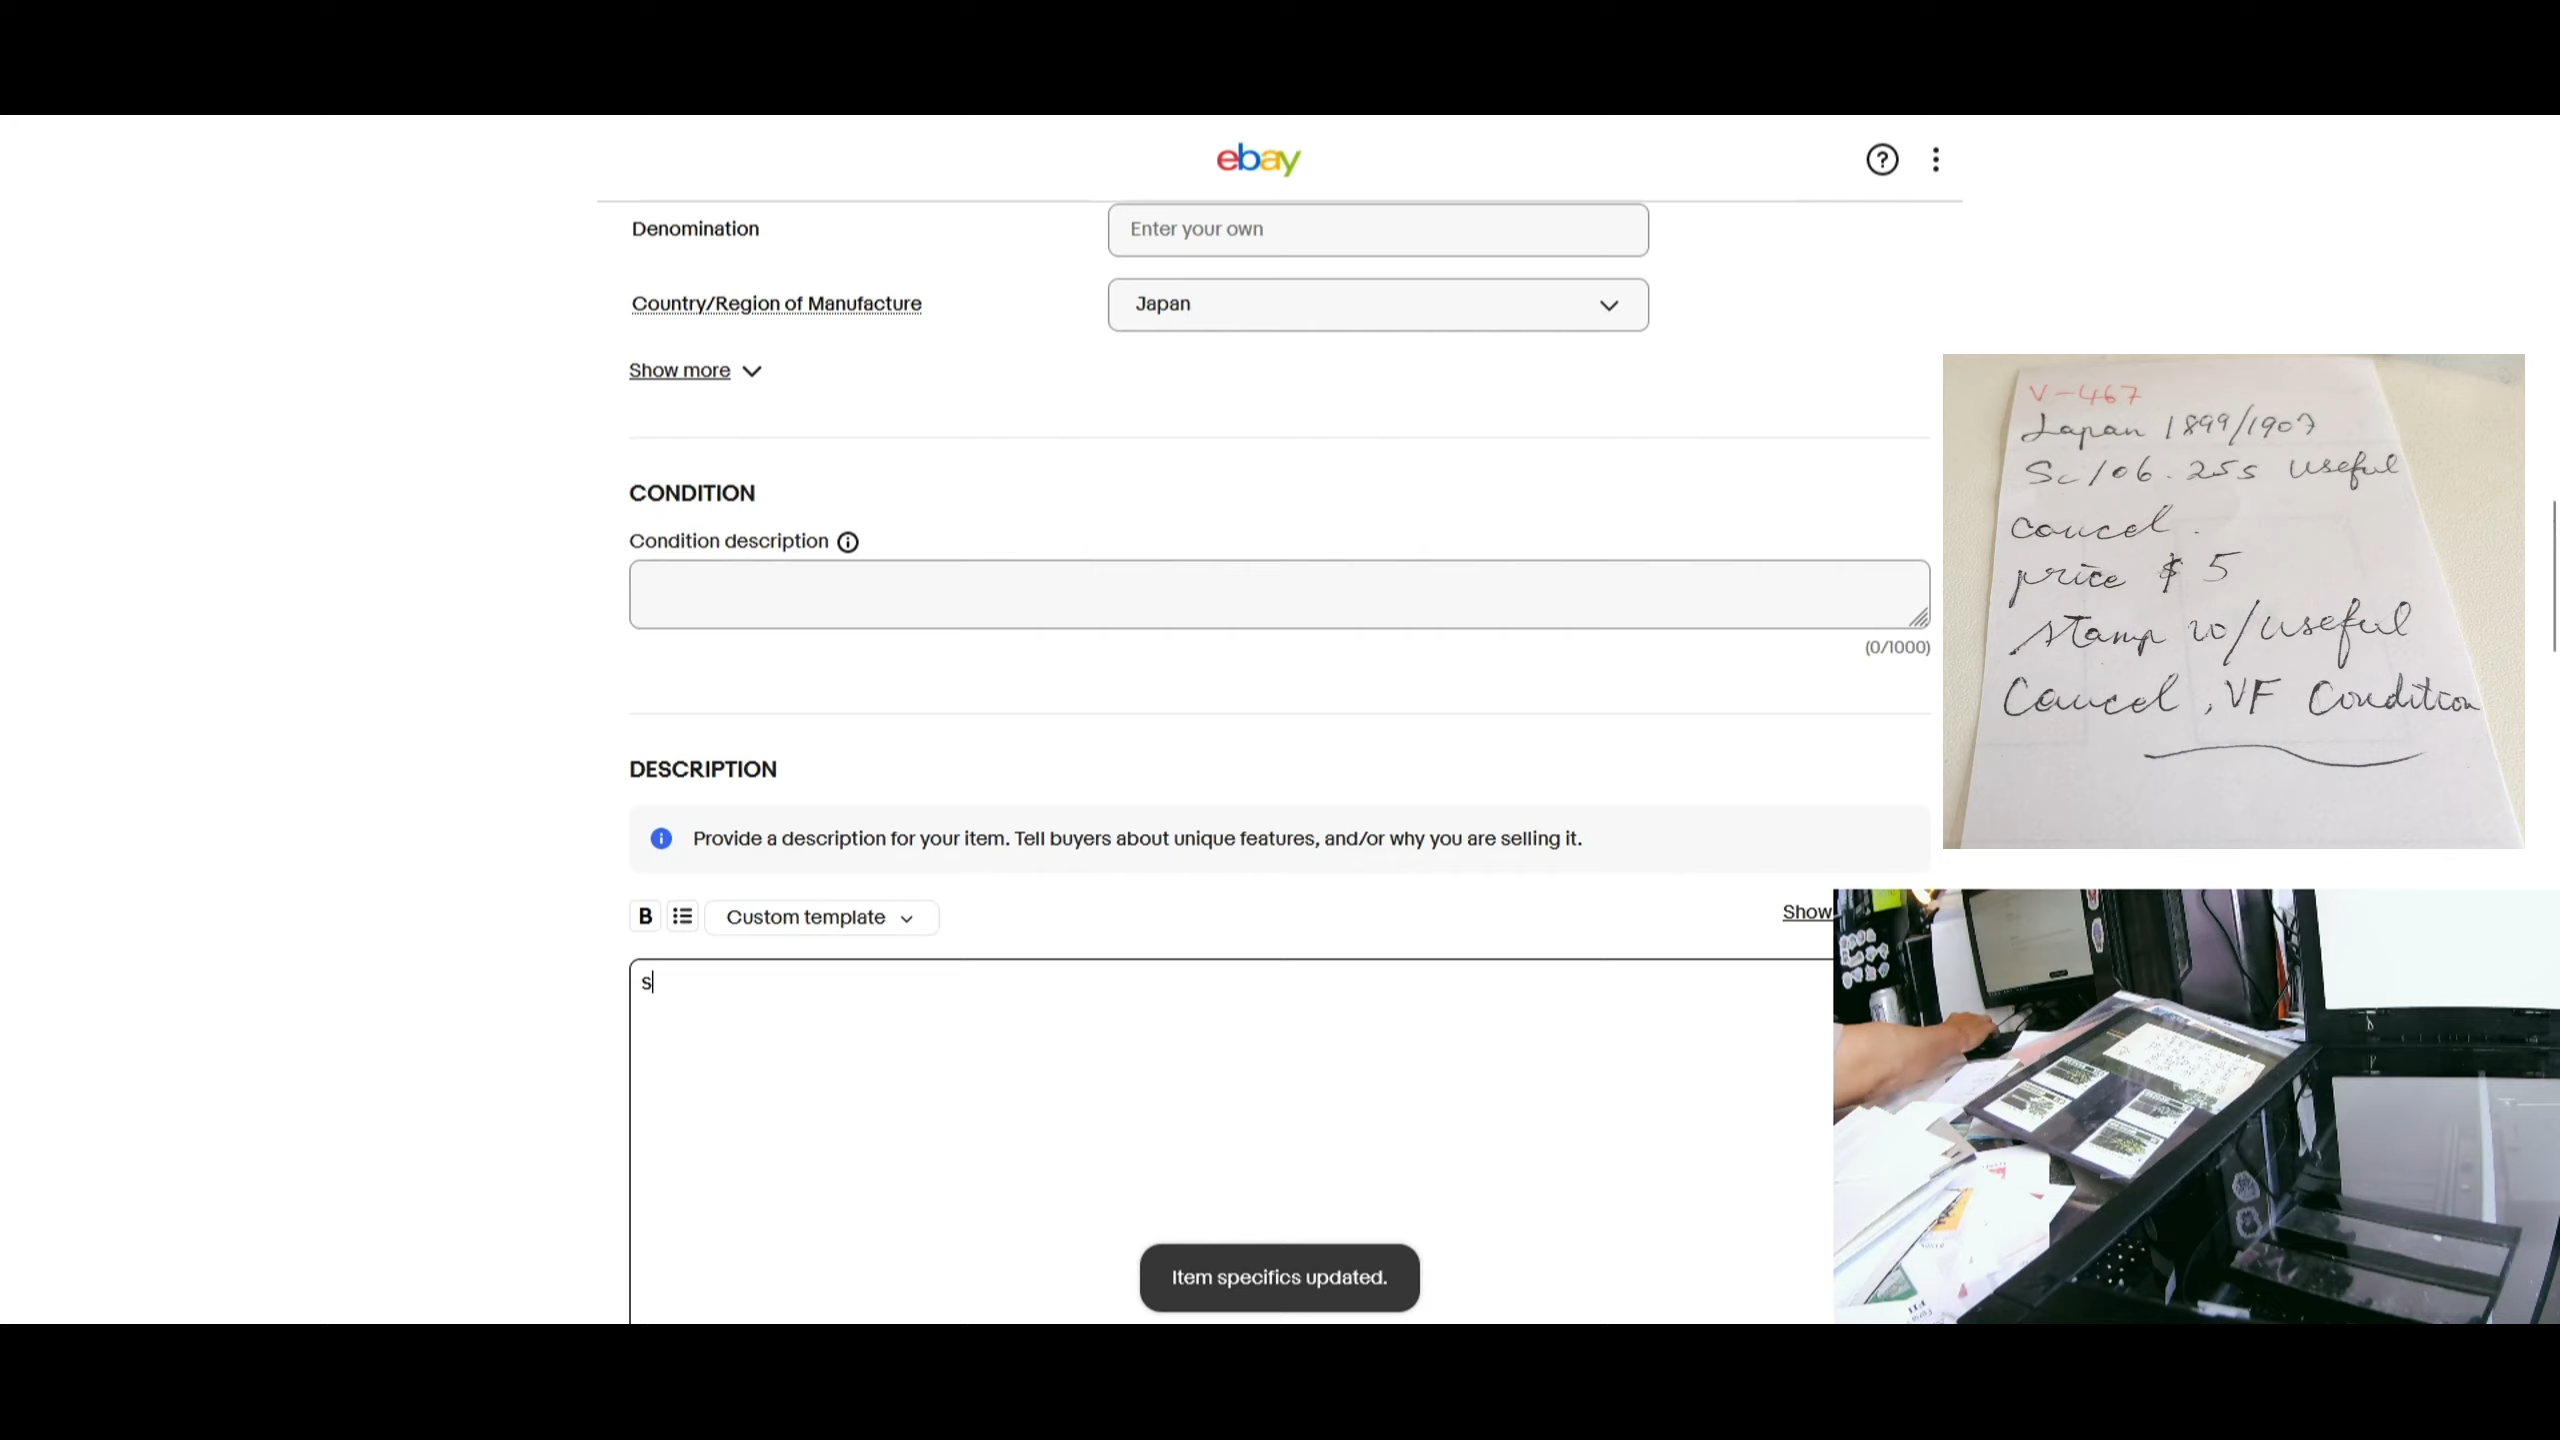 ebay
Denomination
Enter your own
Country/Region of Manufacture
Japan
Show more
CONDITION
Condition description
(0/1000)
DESCRIPTION
Provide a description for your item. Tell buyers about unique features, and/or why you are selling it.
B
Custom template
Show
s
Item specifics updated.
V-467
Japan 1899/1907
Sc 106. 25s useful
cancel.
price $ 5
stamp w/useful
Cancel, VF Condition